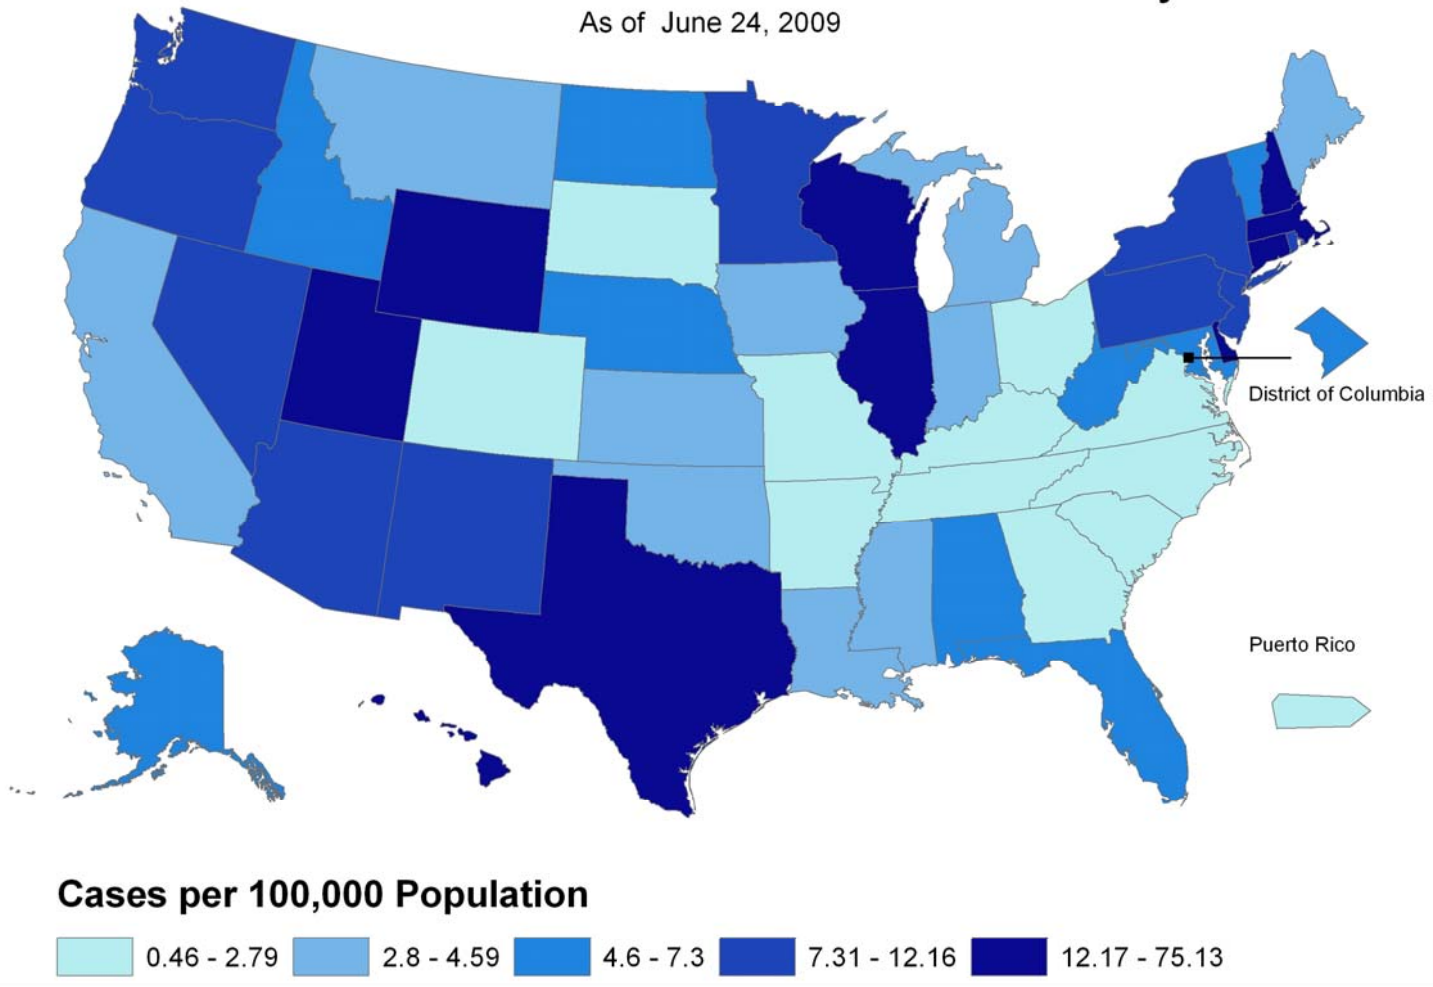 As of June 24, 2009
District of Columbia
Puerto Rico
Cases per 100,000 Population
0.46 - 2.79
2.8 - 4.59
4.6 - 7.3
7.31 - 12.16
12.17 - 75.13